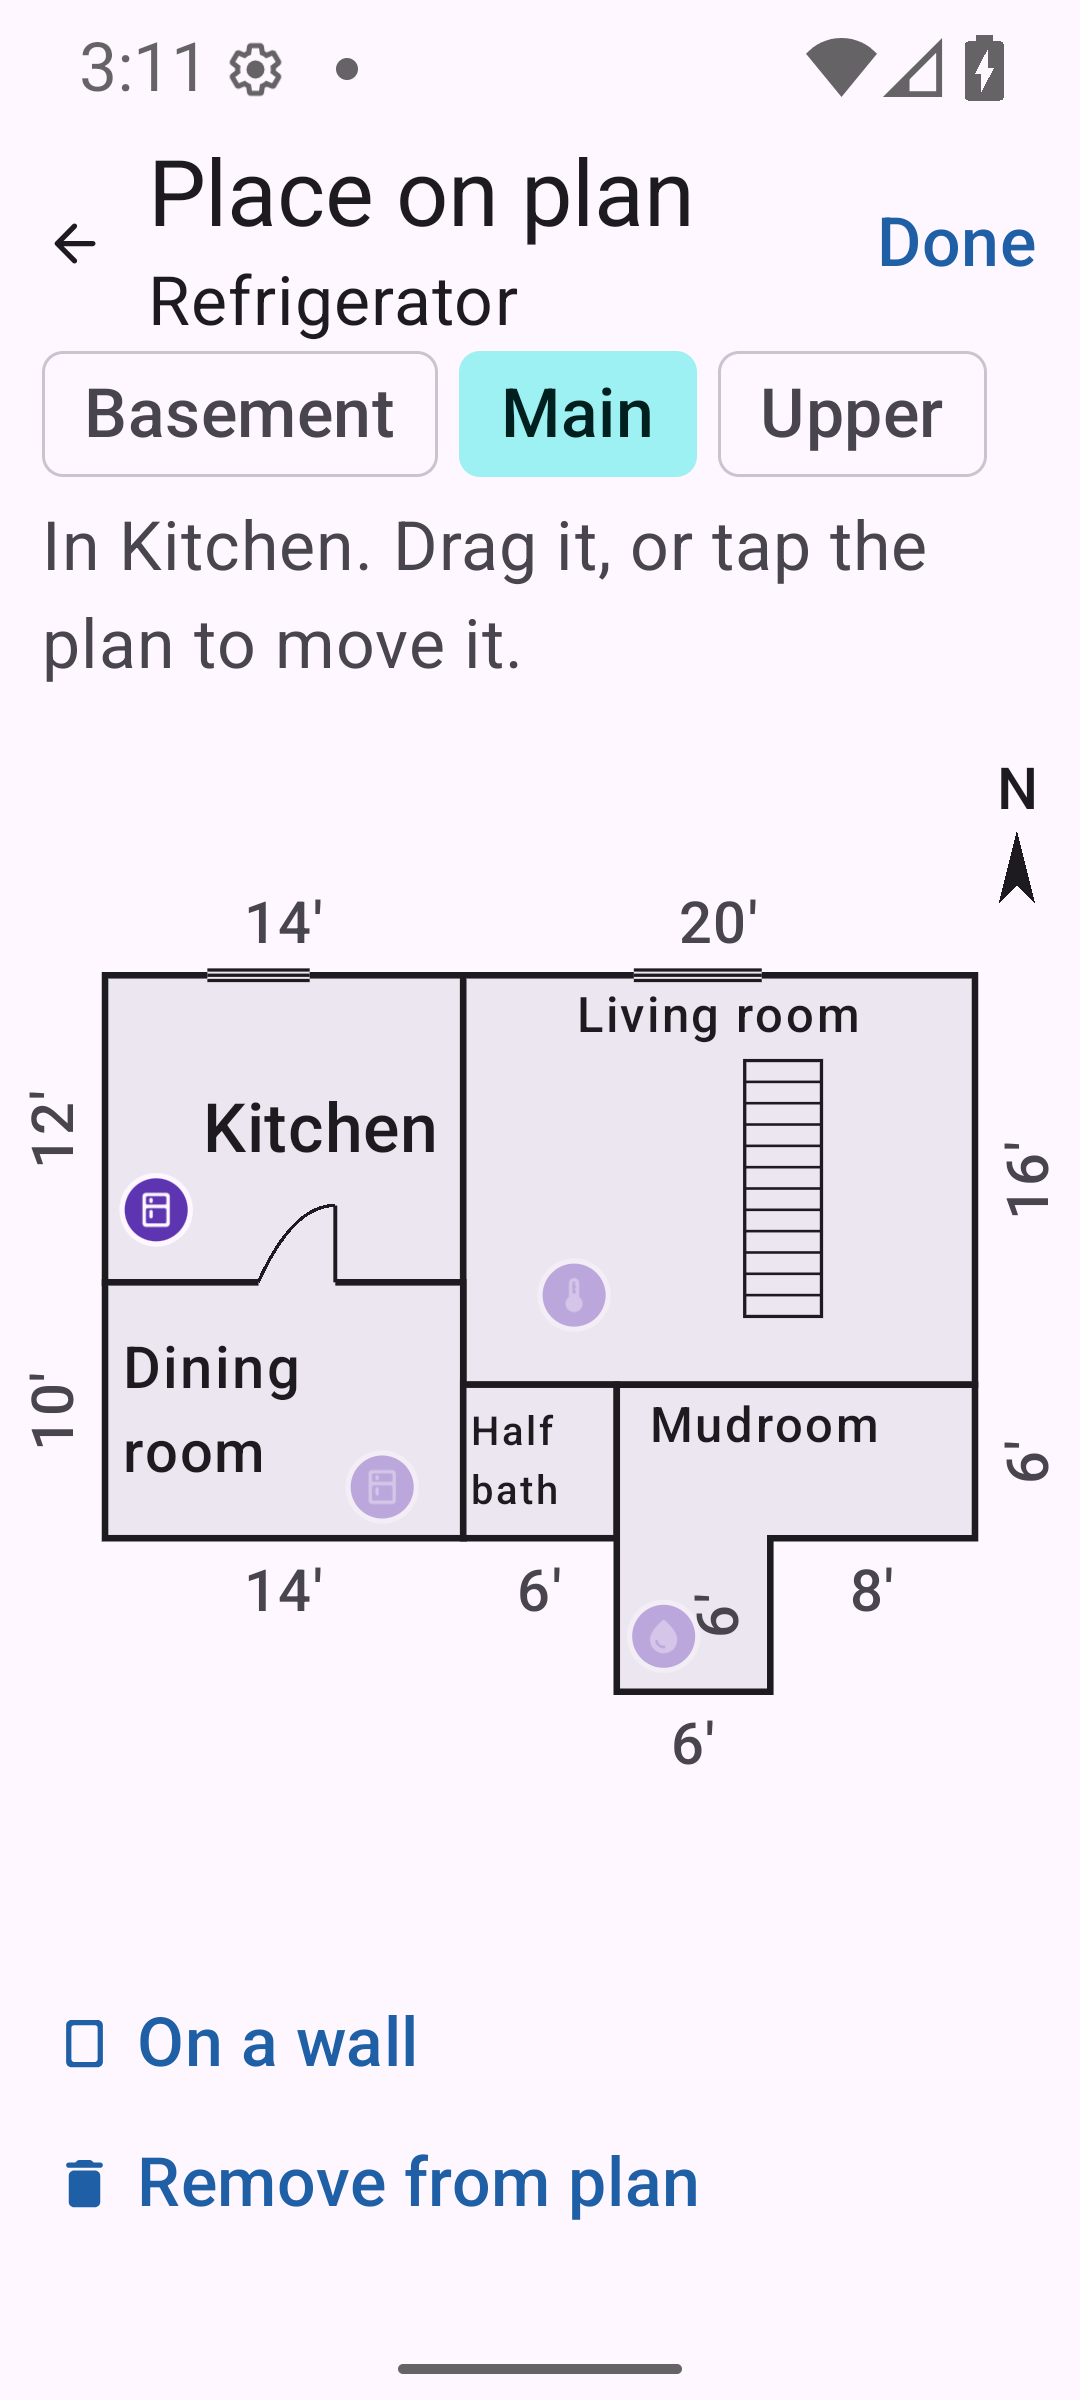 3:11
Place on plan
Refrigerator
Done
Basement
Main
Upper
In Kitchen. Drag it, or tap the
plan to move it.
N
14'
20'
Living room
12'
Kitchen
16'
Dining
room
10'
Half
bath
Mudroom
6'
14'
6'
6'
8'
6'
On a wall
Remove from plan